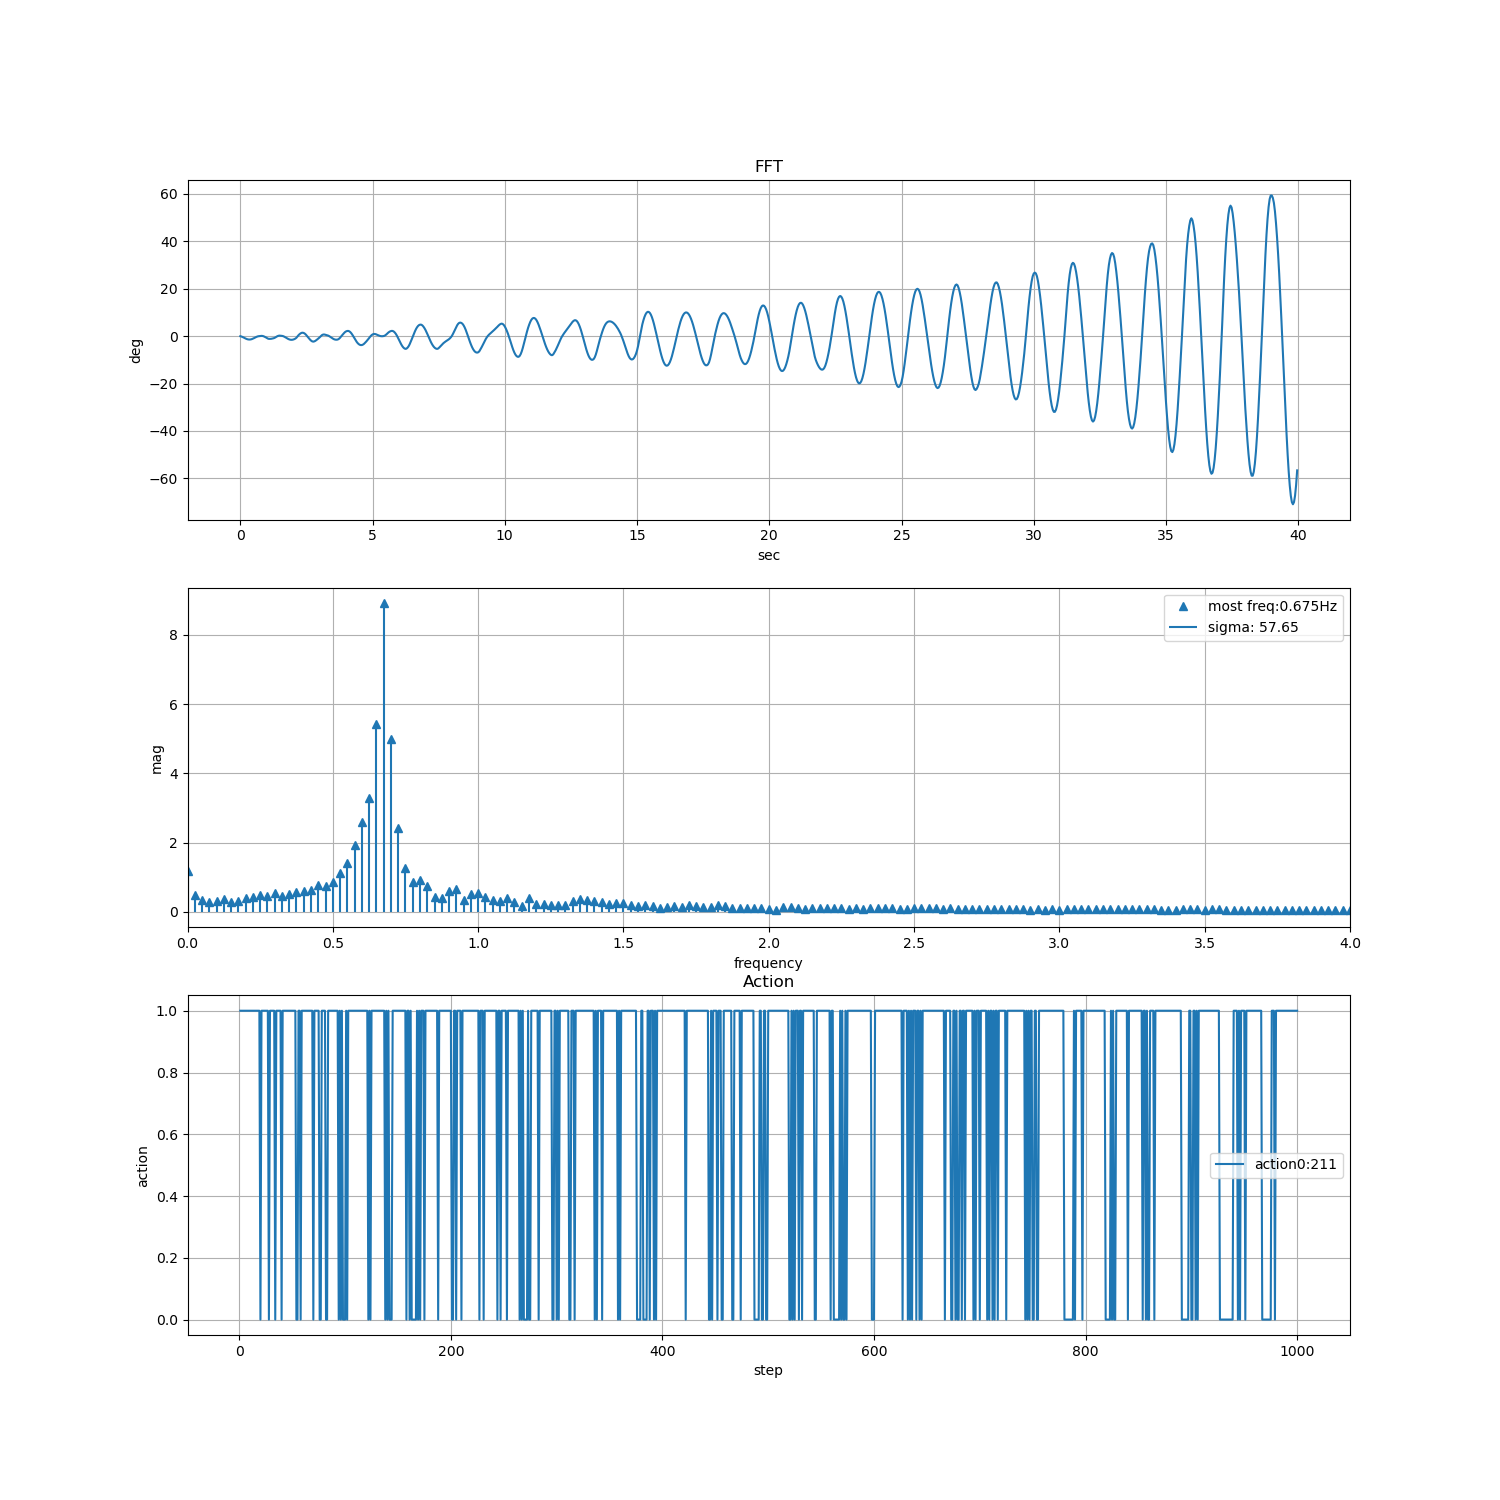 FFT
60
40
20
0
−20
−40
−60
deg
0 5 10 15 20 25 30 35 40
sec
8
6
4
2
0
mag
most freq:0.675Hz
sigma: 57.65
0.0 0.5 1.0 1.5 2.0 2.5 3.0 3.5 4.0
frequency
Action
1.0
0.8
0.6
0.4
0.2
0.0
action
action0:211
0 200 400 600 800 1000
step